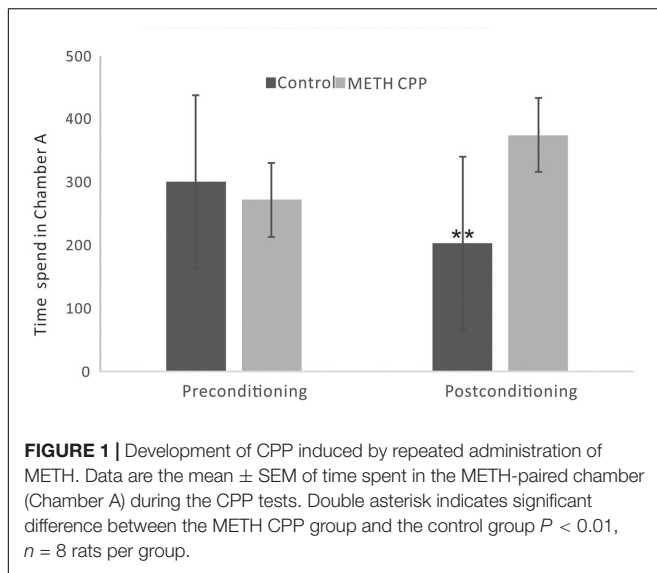 500
Control METH CPP
400
Time spend in Chamber A
300
200
**
100
0
Preconditioning Postconditioning
FIGURE 1 | Development of CPP induced by repeated administration of
METH. Data are the mean ± SEM of time spent in the METH-paired chamber
(Chamber A) during the CPP tests. Double asterisk indicates significant
difference between the METH CPP group and the control group P < 0.01,
n = 8 rats per group.